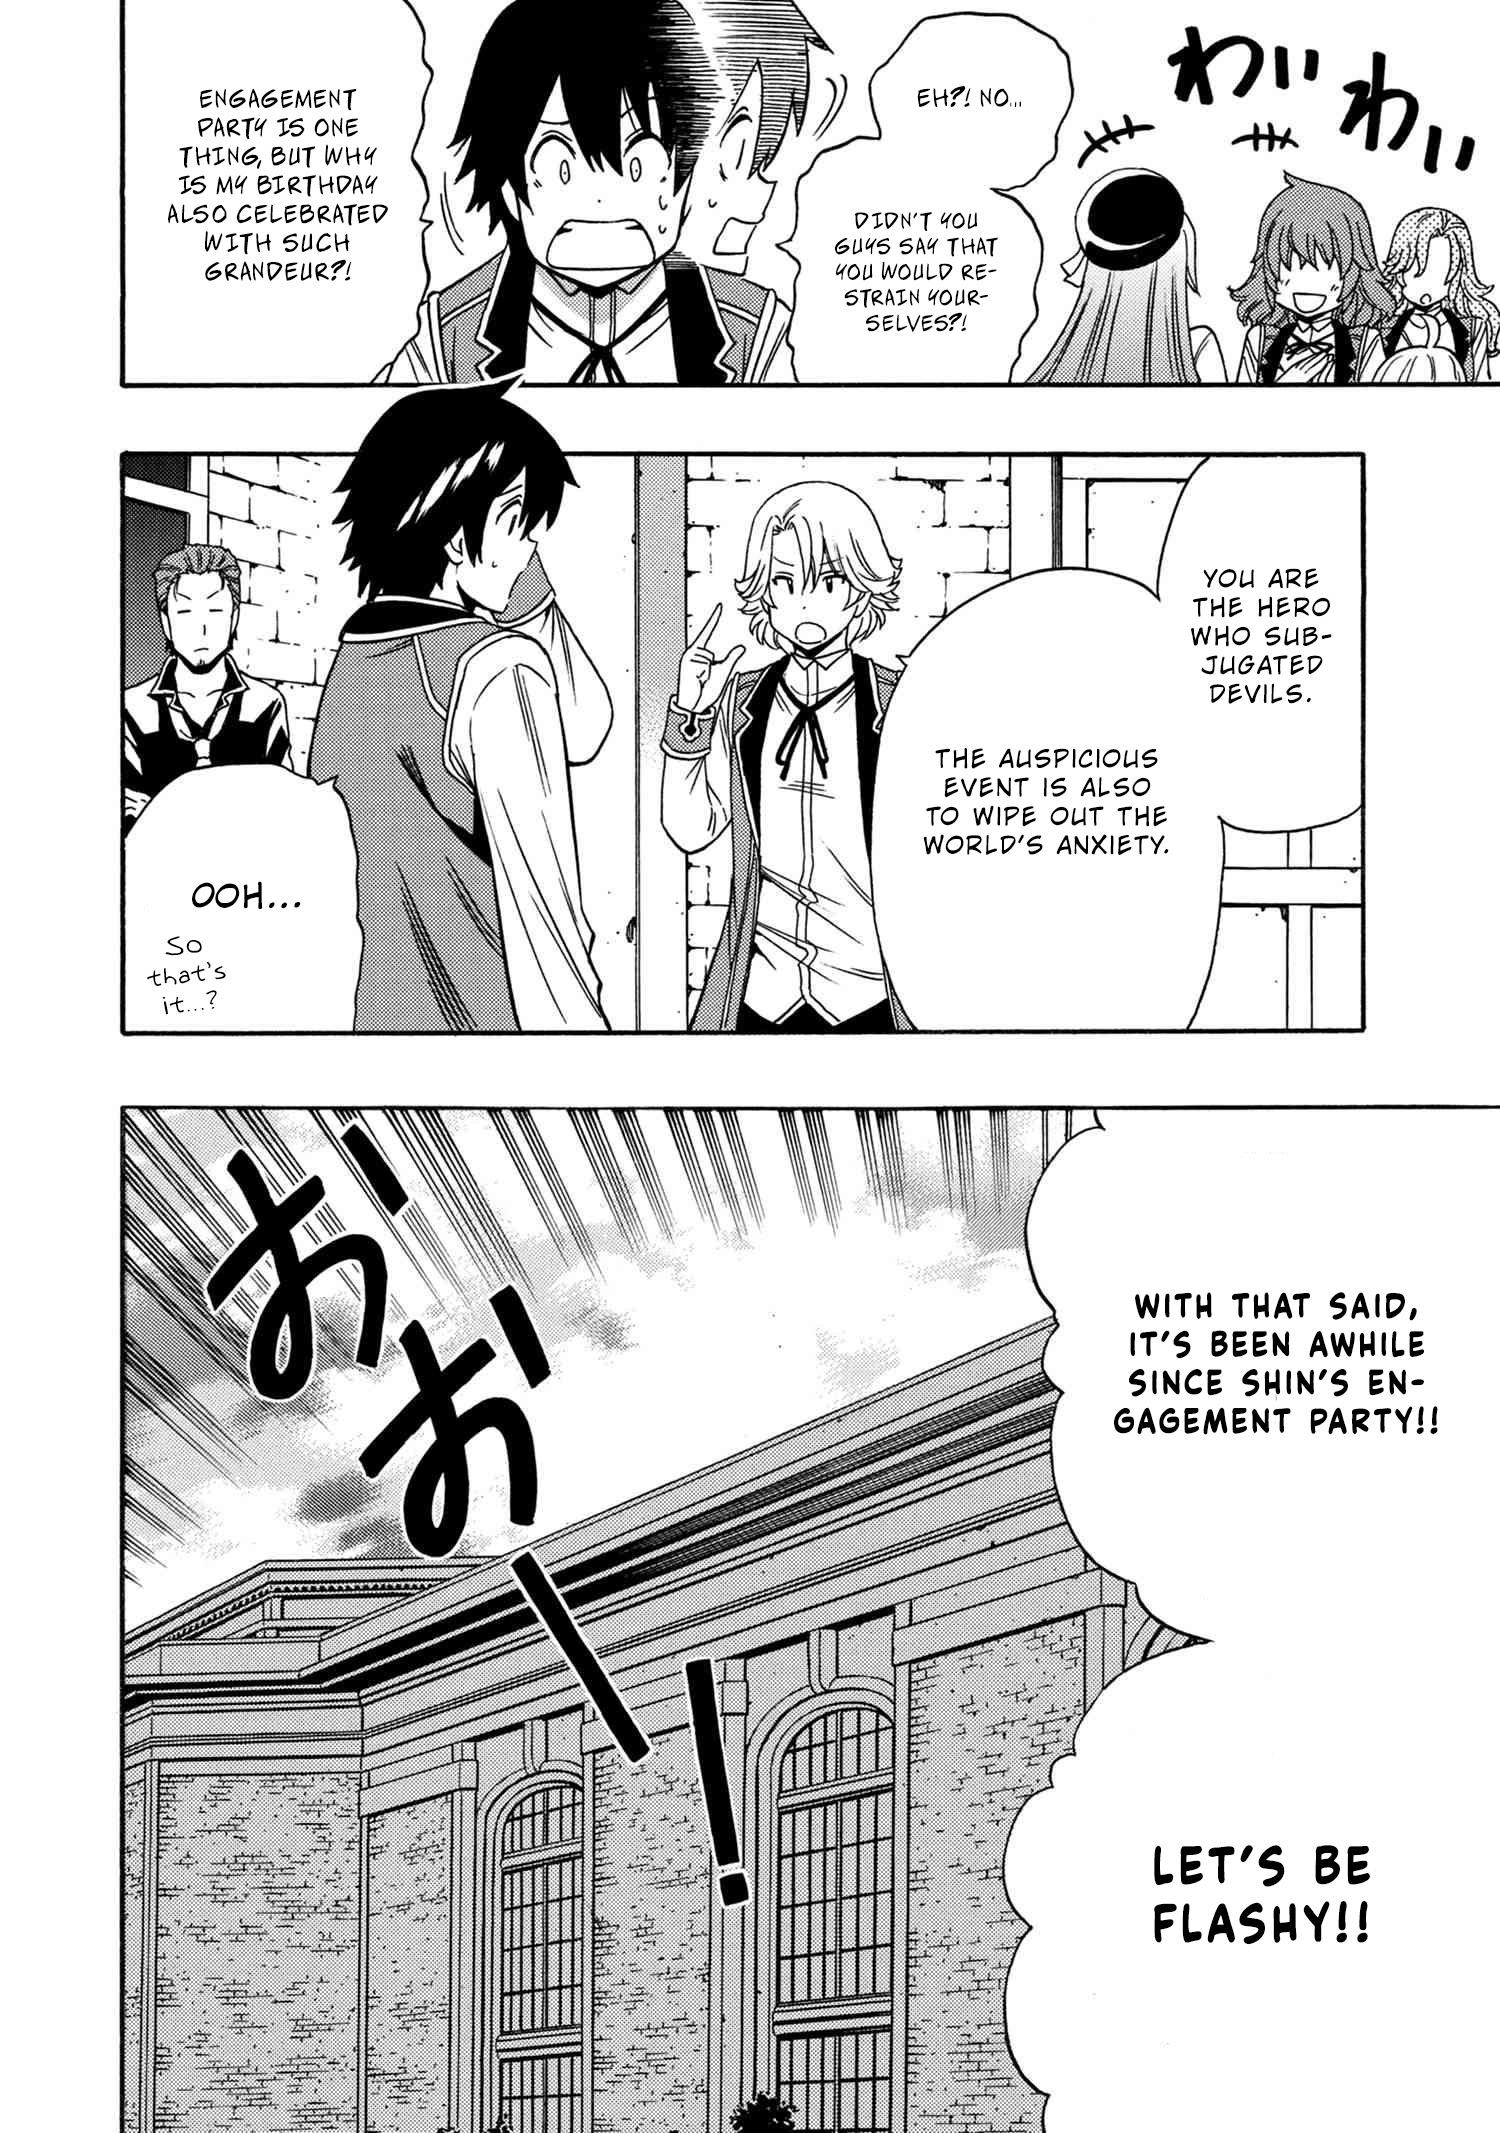 わいわい
EH?! NO...
DIDN'T YOU
GUYS SAY THAT
YOU WOULD RE-
STRAIN YOUR-
SELVES?!
ENGAGEMENT
PARTY IS ONE
THING, BUT WHY
IS MY BIRTHDAY
ALSO CELEBRATED
WITH SUCH
GRANDEUR?!
YOU ARE
THE HERO
WHO SUB-
JUGATED
DEVILS.
THE AUSPICIOUS
EVENT IS ALSO
TO WIPE OUT THE
WORLD'S ANXIETY.
OOH...
So
that's
it...?
WITH THAT SAID,
IT'S BEEN AWHILE
SINCE SHIN'S EN-
GAGEMENT PARTY!!
LET'S BE
FLASHY!!
おおーー!